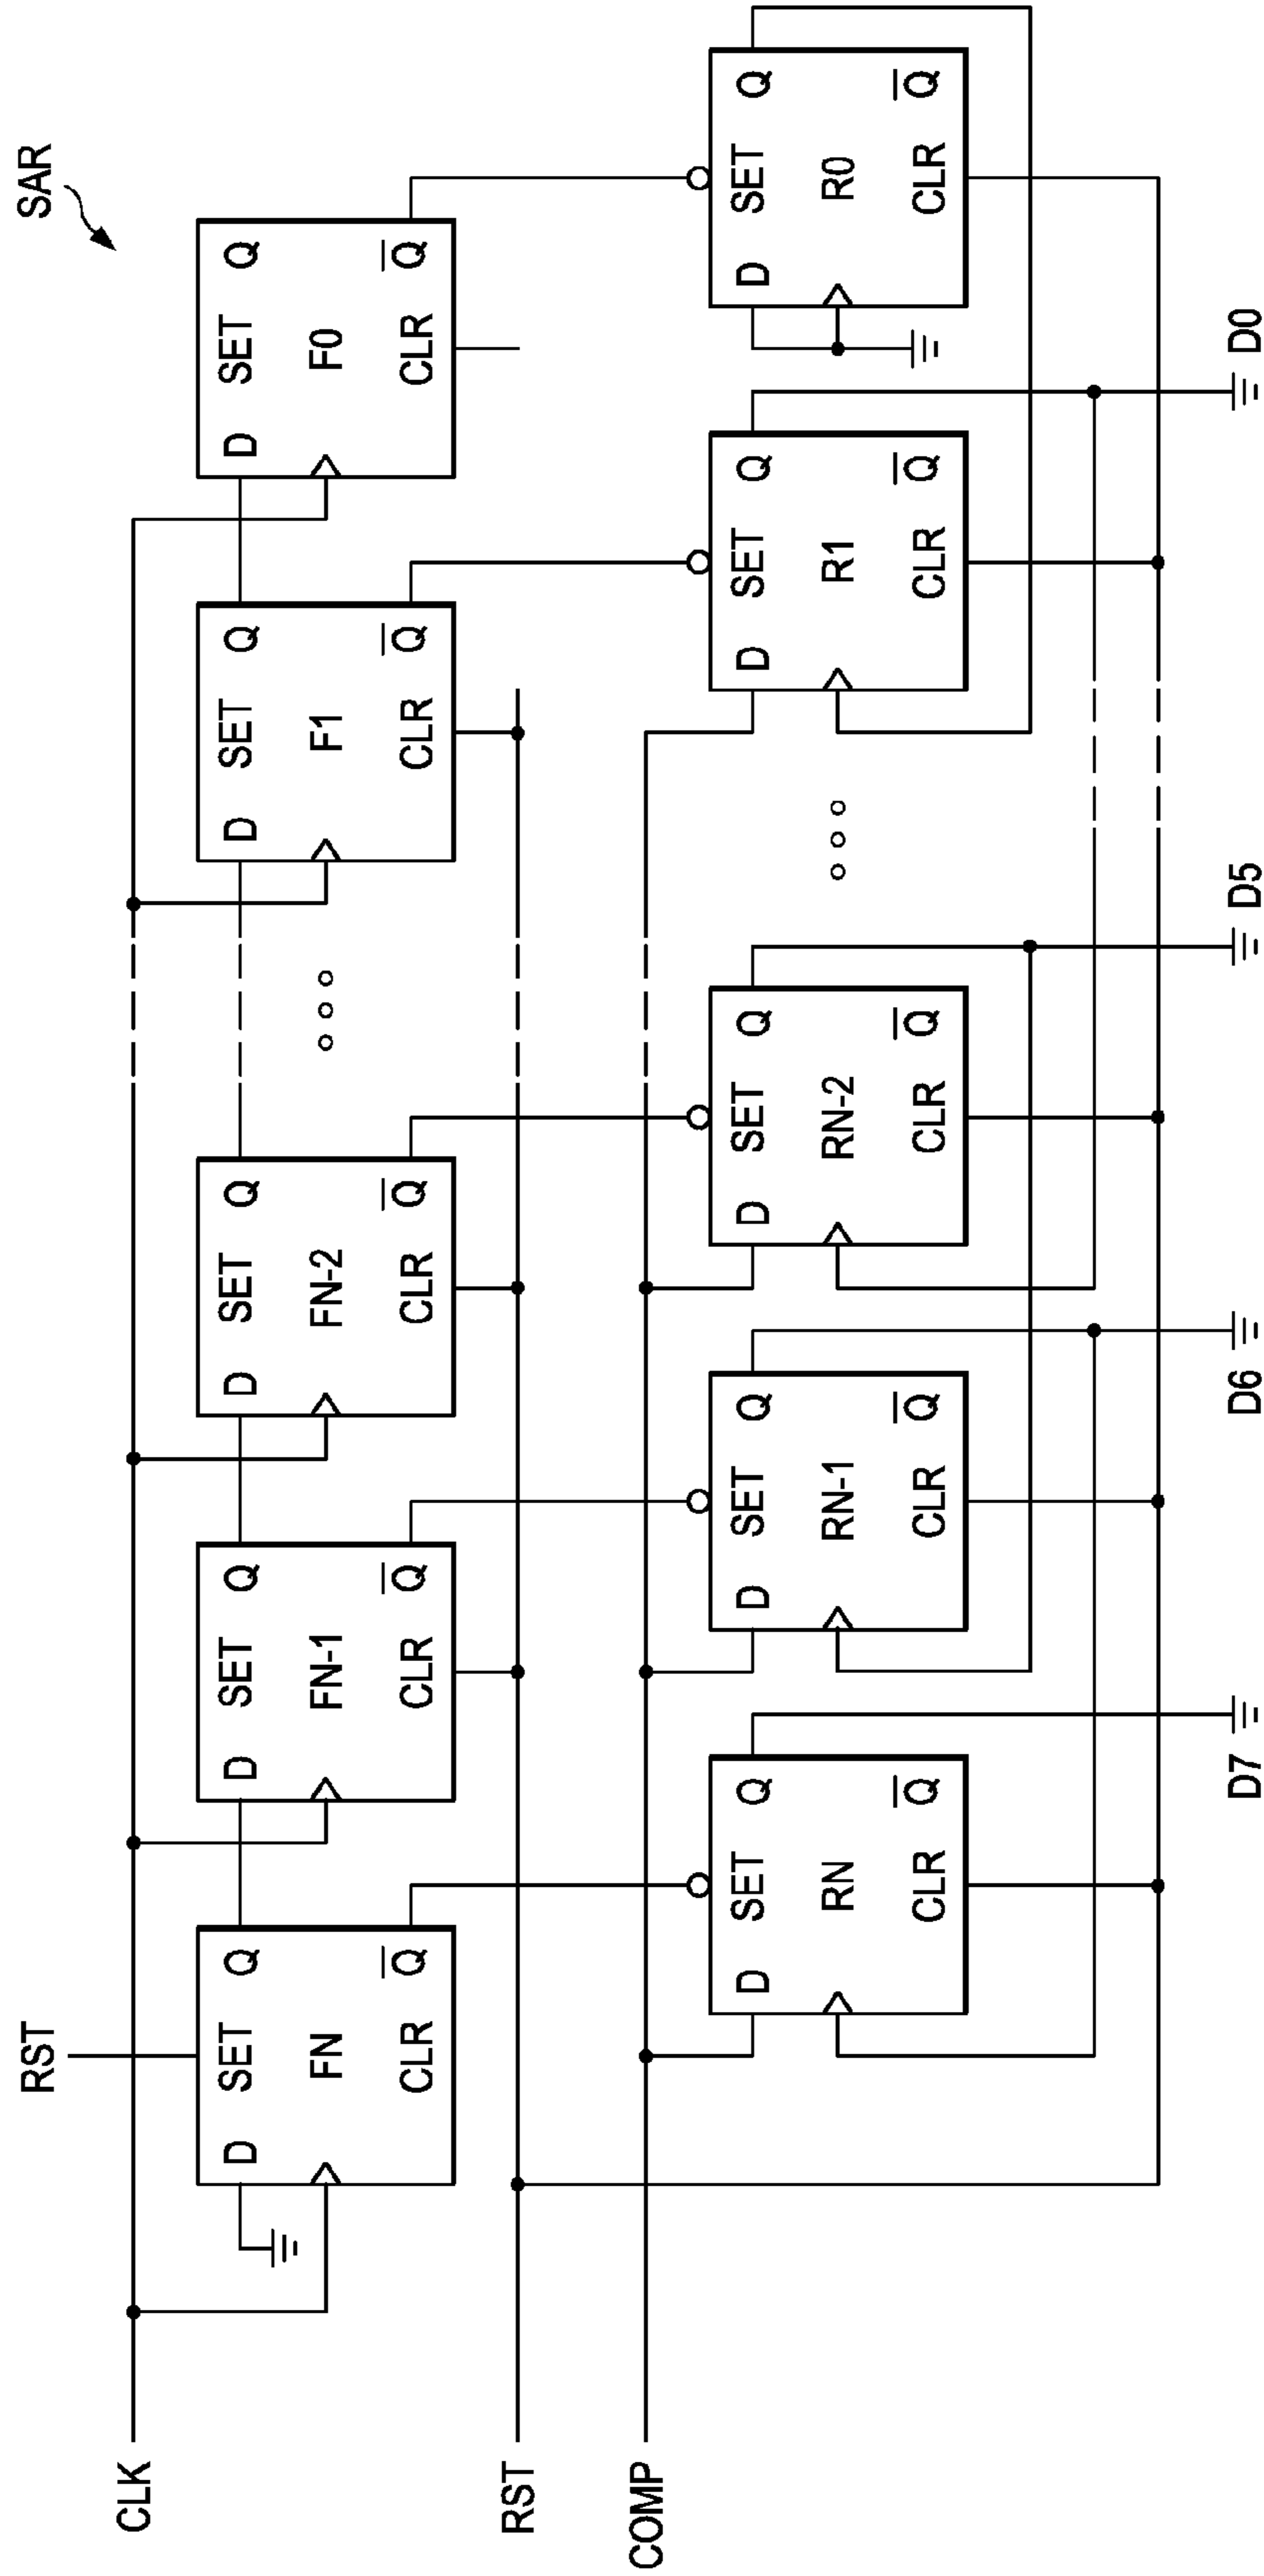 SAR
RST
D SET Q
FN
CLR Q
D SET Q
FN-1
CLR Q
D SET Q
FN-2
CLR Q
D SET Q
F1
CLR Q
D SET Q
F0
CLR Q
CLK
RST
COMP
D SET Q
RN
CLR Q
D SET Q
RN-1
CLR Q
D SET Q
RN-2
CLR Q
D SET Q
R1
CLR Q
D SET Q
R0
CLR Q
D7
D6
D5
D0